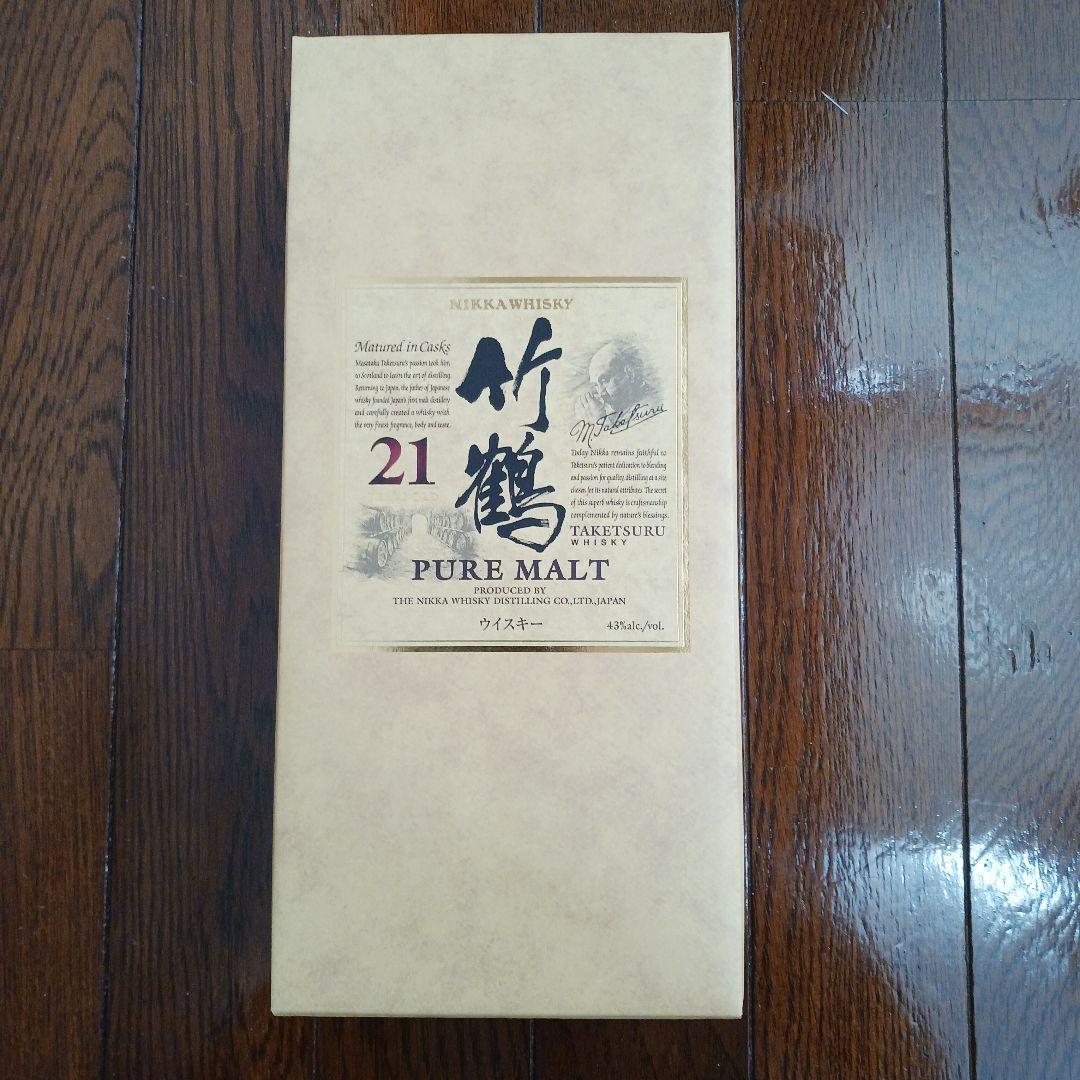 NIKKA WHISKY
竹鶴
Matured in Casks
Masataka Taketsuru's passion took him
to Scotland to learn the art of distilling.
Returning to Japan, the father of Japanese
whisky founded Japan's first malt distillery
and carefully created a whisky with
the very finest fragrance, body and taste.
21
M. Taketsuru
Today Nikka remains faithful to
Taketsuru's patient dedication to blending
and passion for quality, distilling at a site
chosen for its natural attributes. The secret
of this superb whisky is craftsmanship
complemented by nature's blessings.
TAKETSURU
WHISKY
PURE MALT
PRODUCED BY
THE NIKKA WHISKY DISTILLING CO.,LTD.,JAPAN
ウイスキー
43%alc./vol.